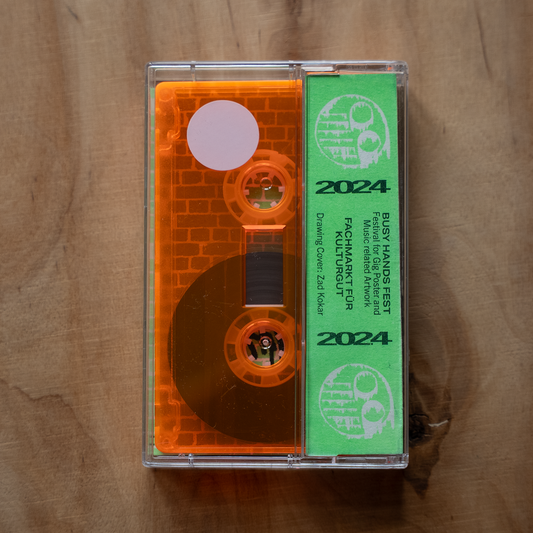 2024
BUSY HANDS FEST
Festival for Gig Poster and
Music related Artwork
FACHMARKT FÜR
KULTURGUT
Drawing Cover: Zad Kokar
2024